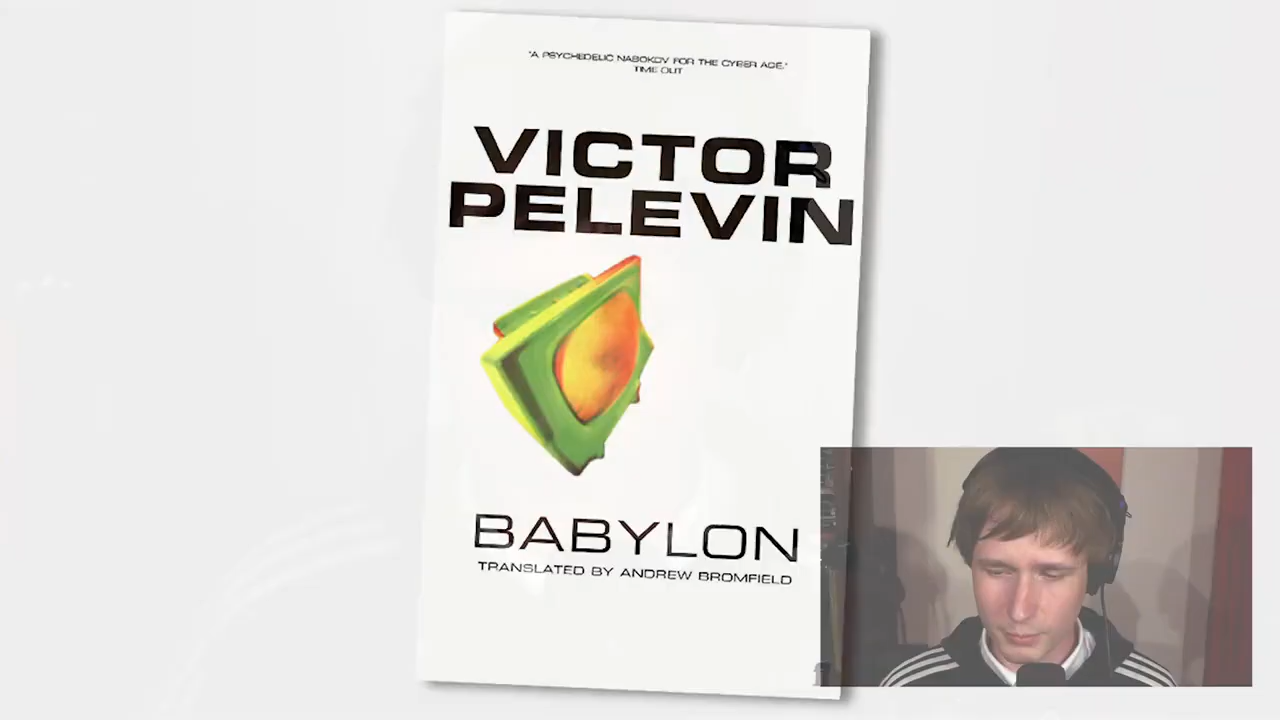 "A PSYCHEDELIC NABOKOV FOR THE CYBER AGE."
TIME OUT
VICTOR
PELEVIN
BABYLON
TRANSLATED BY ANDREW BROMFIELD